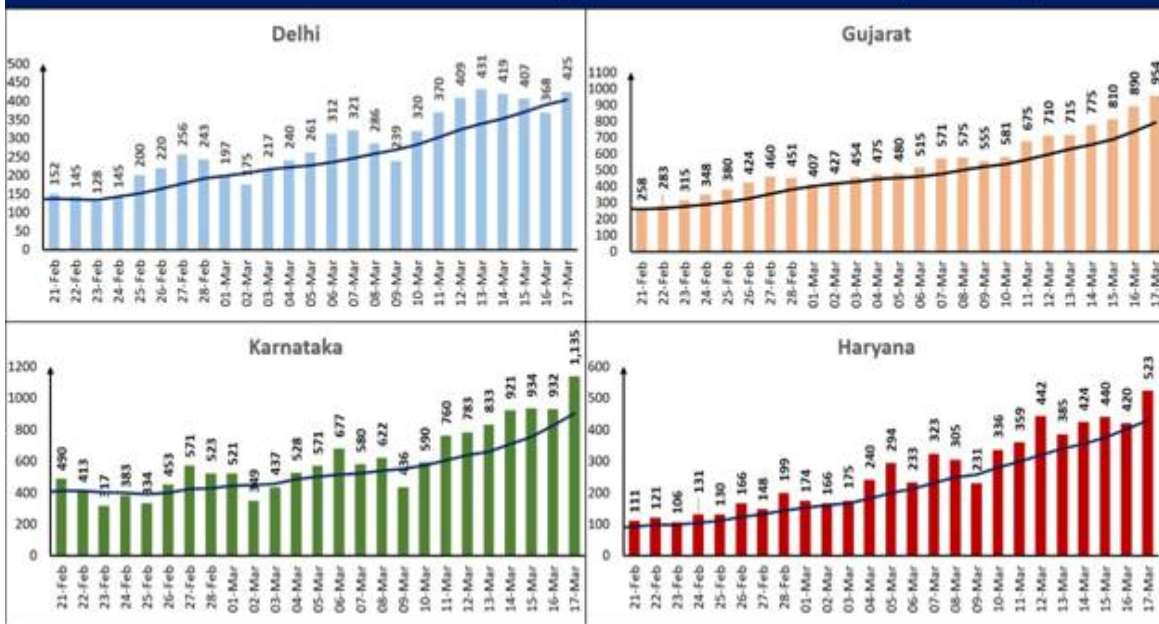 Delhi
500
450
400
350
300
250
200
150
100
50
0
152
145
128
145
200
220
256
243
197
175
217
240
261
312
321
286
239
320
370
409
431
419
407
368
425
21-Feb
22-Feb
23-Feb
24-Feb
25-Feb
26-Feb
27-Feb
28-Feb
01-Mar
02-Mar
03-Mar
04-Mar
05-Mar
06-Mar
07-Mar
08-Mar
09-Mar
10-Mar
11-Mar
12-Mar
13-Mar
14-Mar
15-Mar
16-Mar
17-Mar
Gujarat
1100
1000
900
800
700
600
500
400
300
200
100
0
258
283
315
348
380
424
460
451
407
427
454
475
480
515
571
575
555
581
675
710
715
775
810
890
954
21-Feb
22-Feb
23-Feb
24-Feb
25-Feb
26-Feb
27-Feb
28-Feb
01-Mar
02-Mar
03-Mar
04-Mar
05-Mar
06-Mar
07-Mar
08-Mar
09-Mar
10-Mar
11-Mar
12-Mar
13-Mar
14-Mar
15-Mar
16-Mar
17-Mar
Karnataka
1200
1000
800
600
400
200
0
490
413
317
383
334
453
571
523
521
349
437
528
571
677
580
622
436
590
760
783
833
921
934
932
1,135
21-Feb
22-Feb
23-Feb
24-Feb
25-Feb
26-Feb
27-Feb
28-Feb
01-Mar
02-Mar
03-Mar
04-Mar
05-Mar
06-Mar
07-Mar
08-Mar
09-Mar
10-Mar
11-Mar
12-Mar
13-Mar
14-Mar
15-Mar
16-Mar
17-Mar
Haryana
600
500
400
300
200
100
0
111
121
106
131
130
166
148
199
174
166
175
240
294
233
323
305
231
336
359
442
385
424
440
420
523
21-Feb
22-Feb
23-Feb
24-Feb
25-Feb
26-Feb
27-Feb
28-Feb
01-Mar
02-Mar
03-Mar
04-Mar
05-Mar
06-Mar
07-Mar
08-Mar
09-Mar
10-Mar
11-Mar
12-Mar
13-Mar
14-Mar
15-Mar
16-Mar
17-Mar